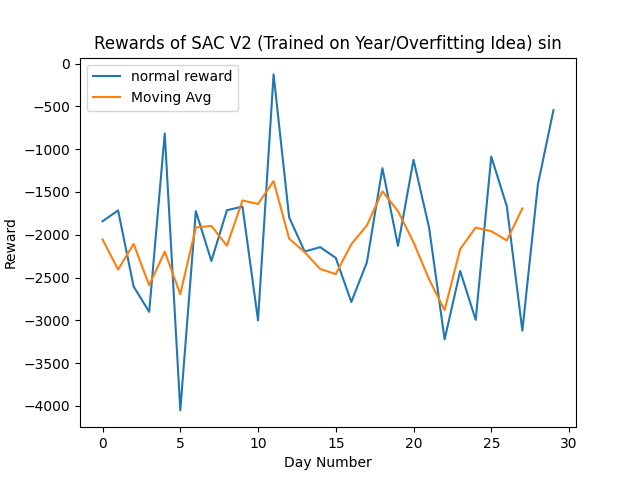 Rewards of SAC V2 (Trained on Year/Overfitting Idea) sin
normal reward
Moving Avg
0
−500
−1000
−1500
−2000
−2500
−3000
−3500
−4000
Reward
0 5 10 15 20 25 30
Day Number